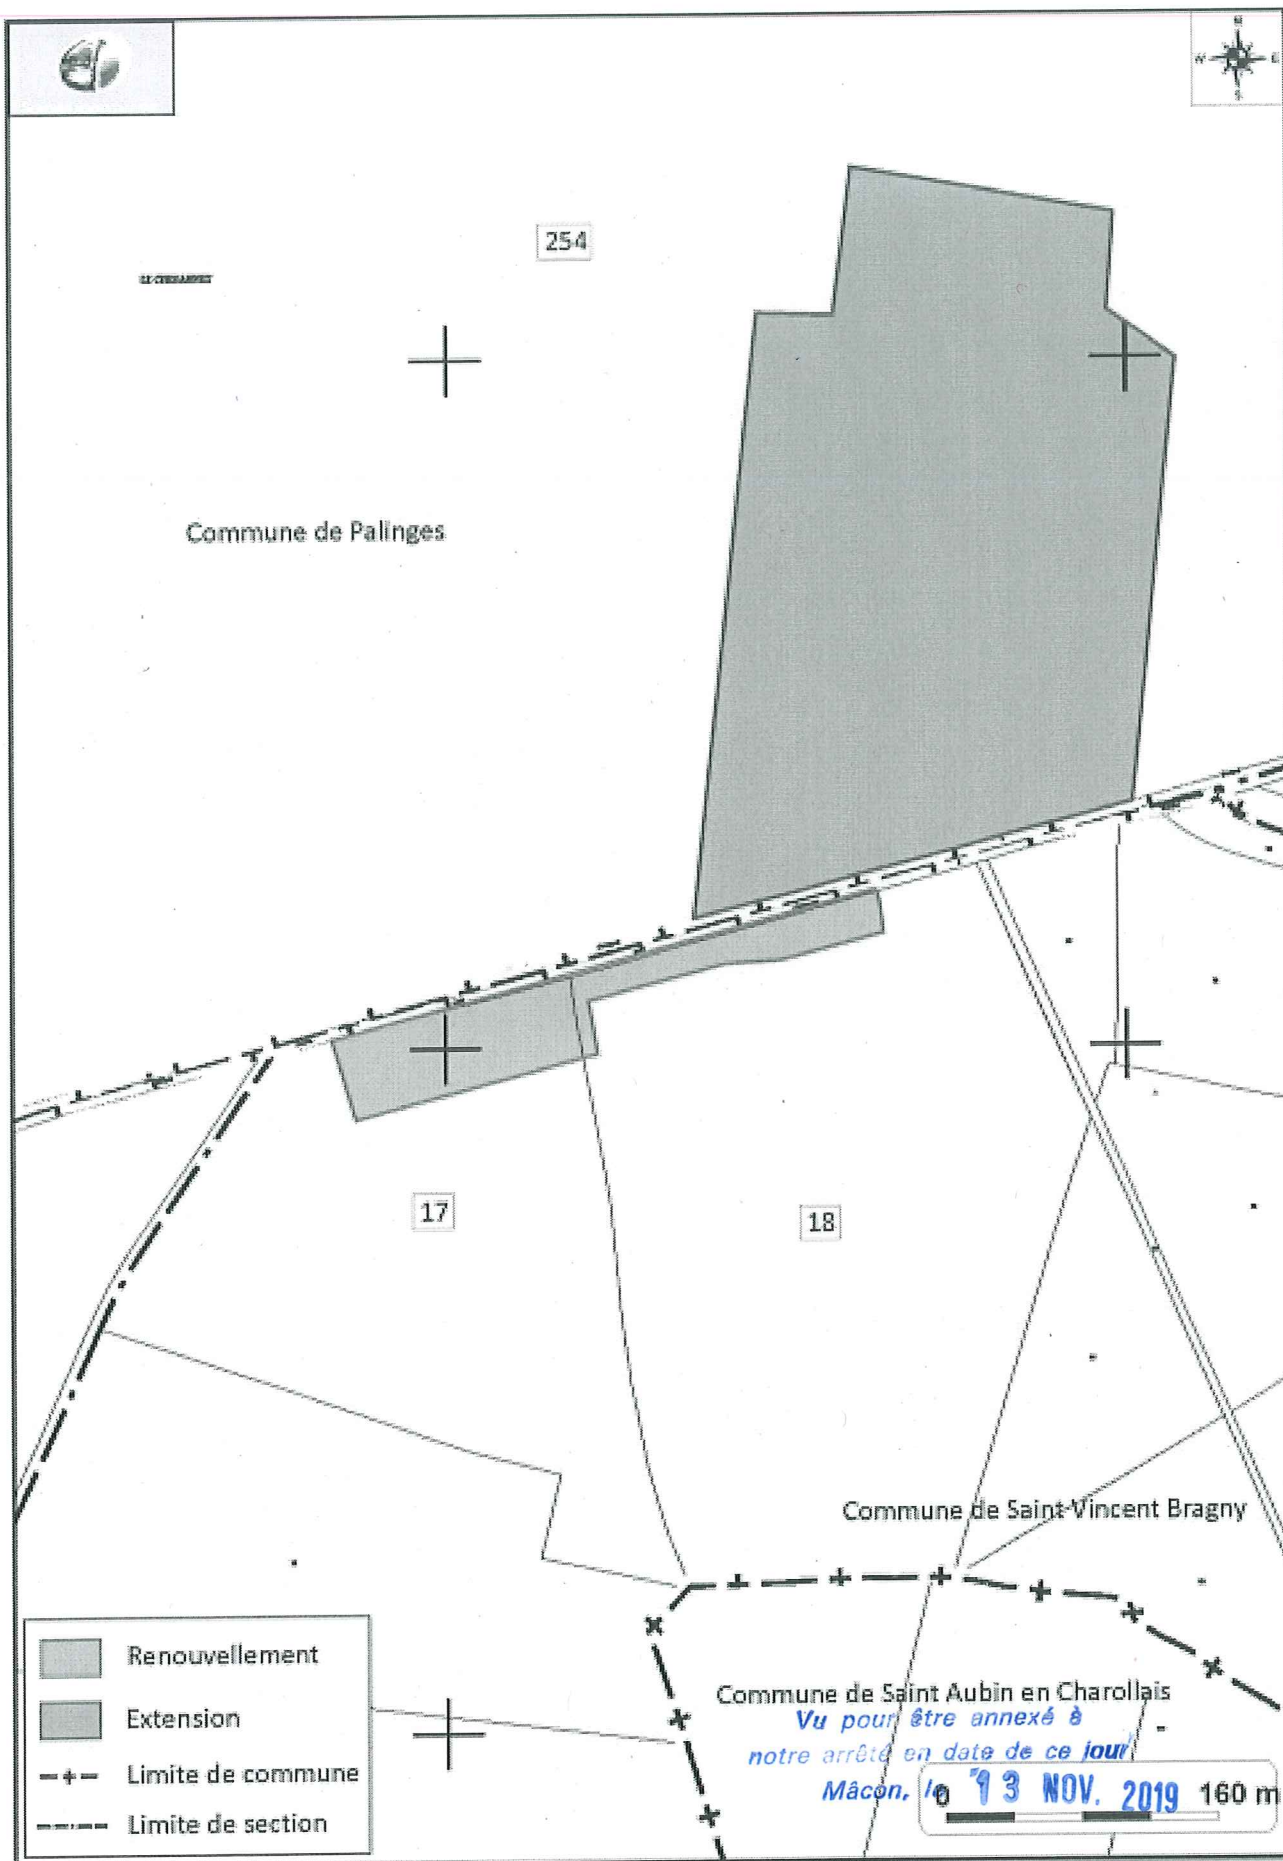 N
W E
S
254
Commune de Palinges
17
18
Commune de Saint Vincent Bragny
Renouvellement
Extension
Limite de commune
Limite de section
Commune de Saint Aubin en Charollais
Vu pour être annexé à
notre arrêté en date de ce jour
Mâcon, le 13 NOV. 2019
0 160 m